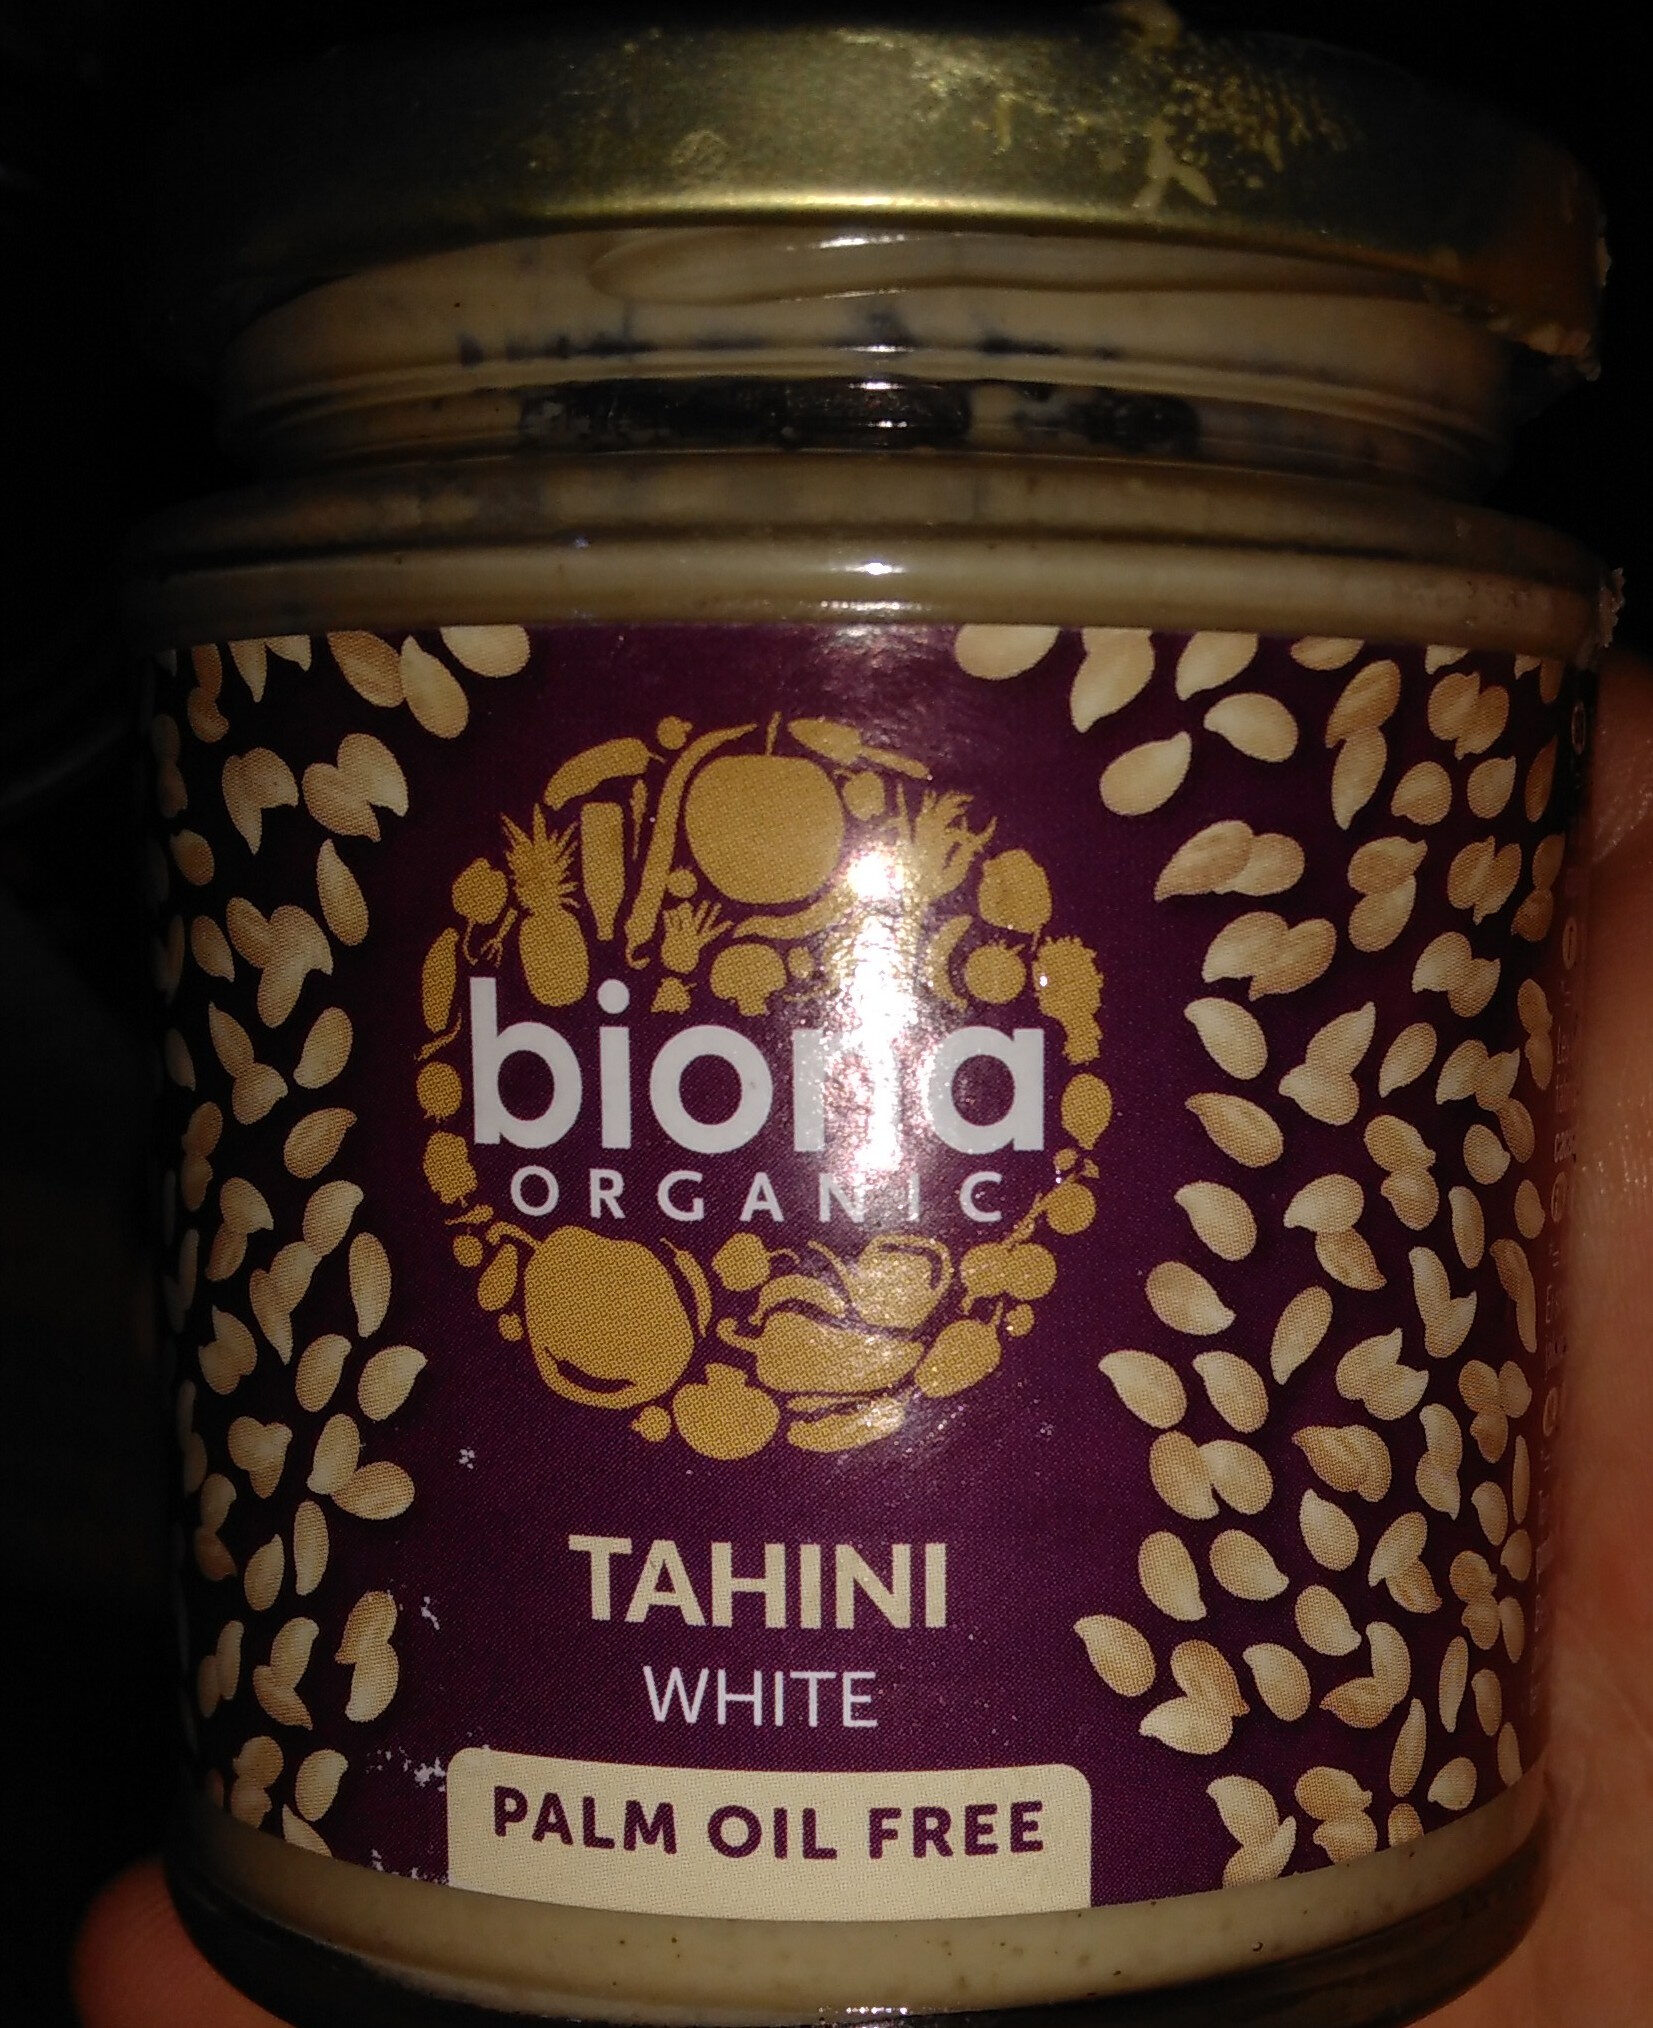 biona
ORGANIC
TAHINI
WHITE
PALM OIL FREE